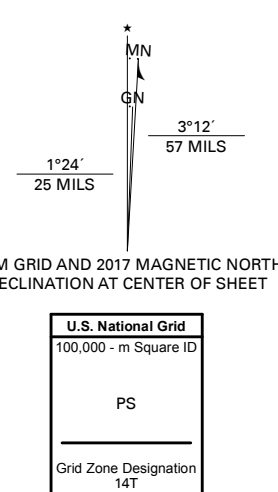 ★
MN
GN
3°12´
57 MILS
1°24´
25 MILS
M GRID AND 2017 MAGNETIC NORTH
ECLINATION AT CENTER OF SHEET
U.S. National Grid
100,000 - m Square ID
PS
Grid Zone Designation
14T